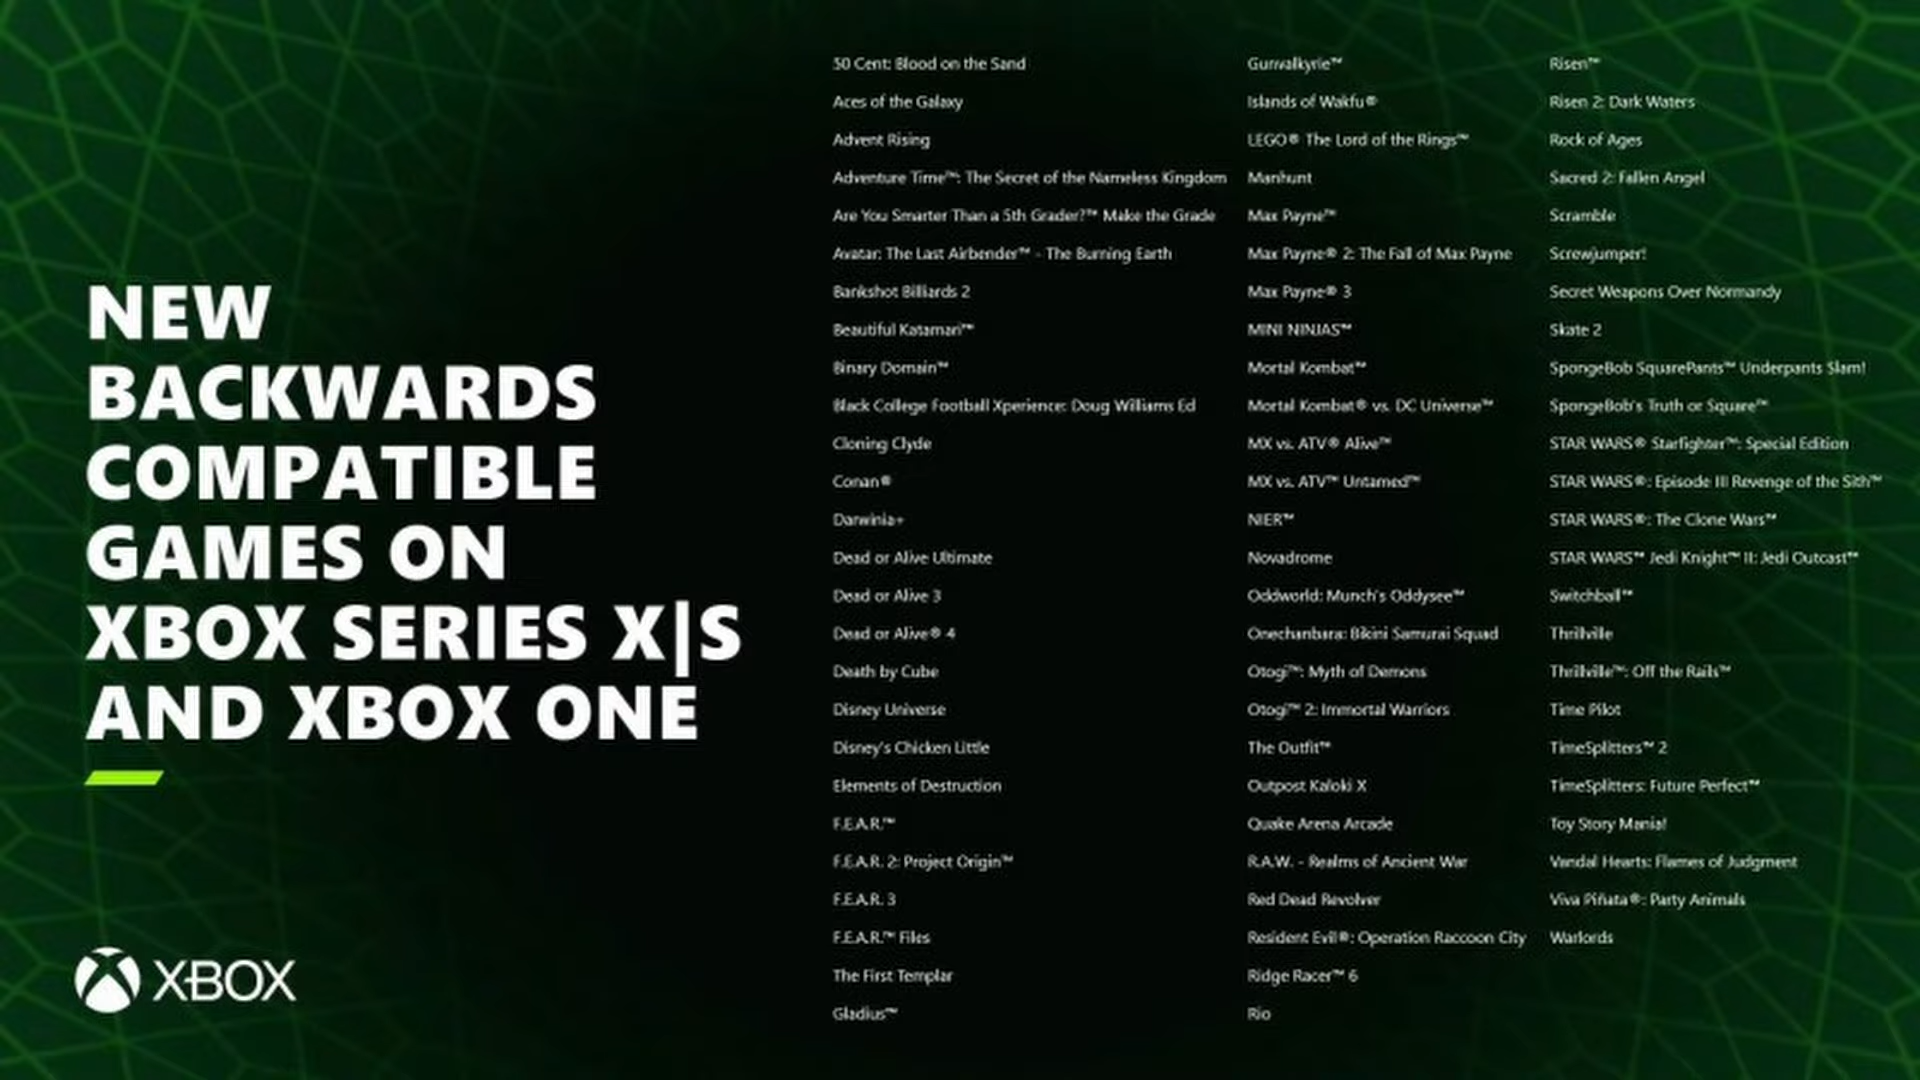 NEW
BACKWARDS
COMPATIBLE
GAMES ON
XBOX SERIES X|S
AND XBOX ONE
XBOX
50 Cent: Blood on the Sand
Aces of the Galaxy
Advent Rising
Adventure Time™: The Secret of the Nameless Kingdom
Are You Smarter Than a 5th Grader?™ Make the Grade
Avatar: The Last Airbender™ - The Burning Earth
Bankshot Billiards 2
Beautiful Katamari™
Binary Domain™
Black College Football Xperience: Doug Williams Ed
Cloning Clyde
Conan®
Darwinia+
Dead or Alive Ultimate
Dead or Alive 3
Dead or Alive® 4
Death by Cube
Disney Universe
Disney's Chicken Little
Elements of Destruction
F.E.A.R.™
F.E.A.R. 2: Project Origin™
F.E.A.R. 3
F.E.A.R.™ Files
The First Templar
Gladius™
Gunvalkyrie™
Islands of Wakfu®
LEGO® The Lord of the Rings™
Manhunt
Max Payne™
Max Payne® 2: The Fall of Max Payne
Max Payne® 3
MINI NINJAS™
Mortal Kombat™
Mortal Kombat® vs. DC Universe™
MX vs. ATV® Alive™
MX vs. ATV™ Untamed™
NIER™
Novadrome
Oddworld: Munch's Oddysee™
Onechanbara: Bikini Samurai Squad
Otogi™: Myth of Demons
Otogi™ 2: Immortal Warriors
The Outfit™
Outpost Kaloki X
Quake Arena Arcade
R.A.W. - Realms of Ancient War
Red Dead Revolver
Resident Evil®: Operation Raccoon City
Ridge Racer™ 6
Rio
Risen™
Risen 2: Dark Waters
Rock of Ages
Sacred 2: Fallen Angel
Scramble
Screwjumper!
Secret Weapons Over Normandy
Skate 2
SpongeBob SquarePants™ Underpants Slam!
SpongeBob's Truth or Square™
STAR WARS® Starfighter™: Special Edition
STAR WARS®: Episode III Revenge of the Sith™
STAR WARS®: The Clone Wars™
STAR WARS™ Jedi Knight™ II: Jedi Outcast™
Switchball™
Thrillville
Thrillville™: Off the Rails™
Time Pilot
TimeSplitters™ 2
TimeSplitters: Future Perfect™
Toy Story Mania!
Vandal Hearts: Flames of Judgment
Viva Piñata®: Party Animals
Warlords